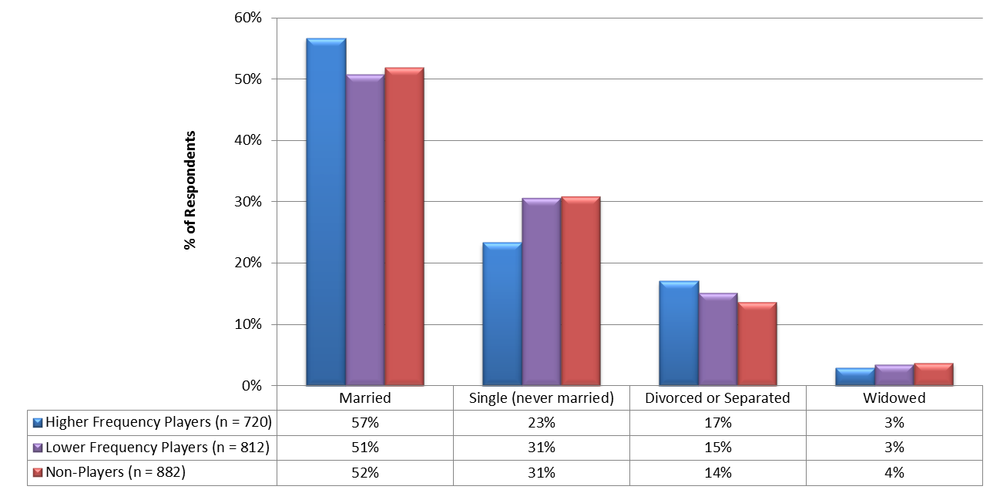 60%
50%
40%
30%
20%
10%
0%
% of Respondents
Married Single (never married) Divorced or Separated Widowed
Higher Frequency Players (n = 720) 57% 23% 17% 3%
Lower Frequency Players (n = 812) 51% 31% 15% 3%
Non-Players (n = 882) 52% 31% 14% 4%